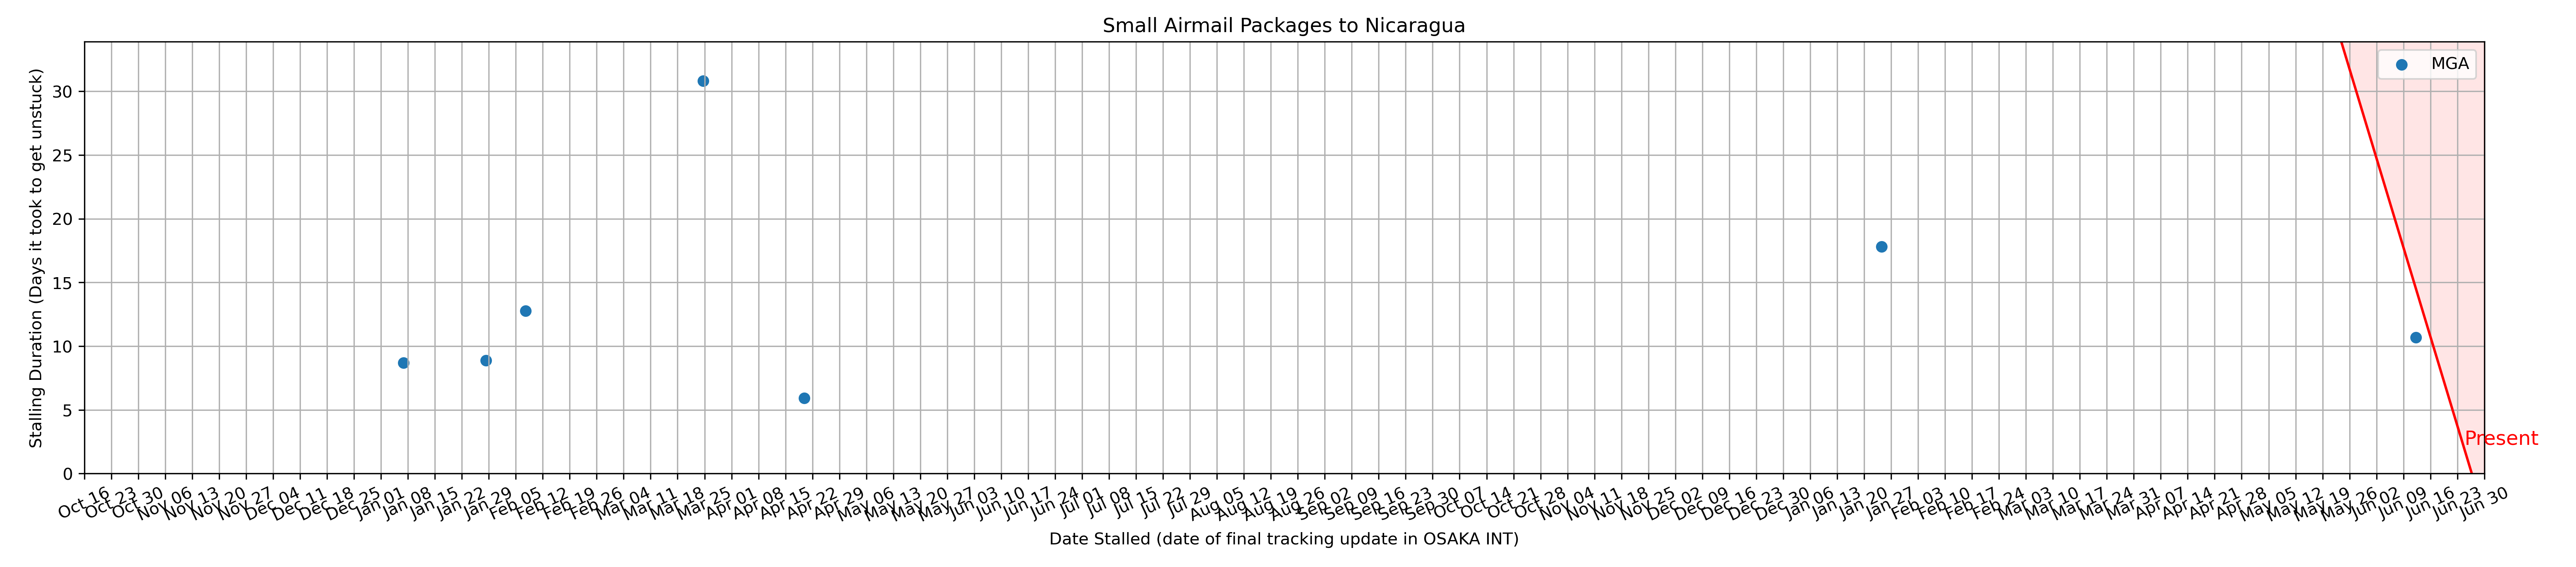 Small Airmail Packages to Nicaragua
MGA
Stalling Duration (Days it took to get unstuck)
30
25
20
15
10
5
0
Present
Oct 16
Oct 23
Oct 30
Nov 06
Nov 13
Nov 20
Nov 27
Dec 04
Dec 11
Dec 18
Dec 25
Jan 01
Jan 08
Jan 15
Jan 22
Jan 29
Feb 05
Feb 12
Feb 19
Feb 26
Mar 04
Mar 11
Mar 18
Mar 25
Apr 01
Apr 08
Apr 15
Apr 22
Apr 29
May 06
May 13
May 20
May 27
Jun 03
Jun 10
Jun 17
Jun 24
Jul 01
Jul 08
Jul 15
Jul 22
Jul 29
Aug 05
Aug 12
Aug 19
Aug 26
Sep 02
Sep 09
Sep 16
Sep 23
Sep 30
Oct 07
Oct 14
Oct 21
Oct 28
Nov 04
Nov 11
Nov 18
Nov 25
Dec 02
Dec 09
Dec 16
Dec 23
Dec 30
Jan 06
Jan 13
Jan 20
Jan 27
Feb 03
Feb 10
Feb 17
Feb 24
Mar 03
Mar 10
Mar 17
Mar 24
Mar 31
Apr 07
Apr 14
Apr 21
Apr 28
May 05
May 12
May 19
May 26
Jun 02
Jun 09
Jun 16
Jun 23
Jun 30
Date Stalled (date of final tracking update in OSAKA INT)